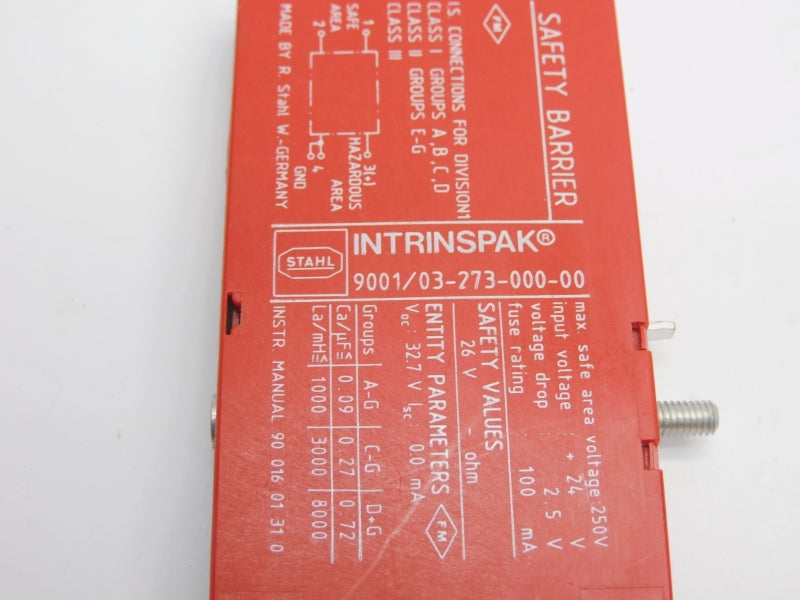 SAFETY BARRIER
FM
I.S. CONNECTIONS FOR DIVISION1
CLASS I GROUPS A,B,C,D
CLASS II GROUPS E-G
CLASS III
1 3(+)
SAFE HAZARDOUS
AREA AREA
2 4
GND
MADE BY R. Stahl W.-GERMANY
STAHL
INTRINSPAK®
9001/03-273-000-00
max. safe area voltage:250V
input voltage : + 24 V
voltage drop : 2.5 V
fuse rating : 100 mA
SAFETY VALUES
26 V - ohm
ENTITY PARAMETERS FM
Voc: 32.7 V Isc: 0.0 mA
Groups A-G C-G D+G
Ca/µF≤ 0.09 0.27 0.72
La/mH≤ 1000 3000 8000
INSTR. MANUAL 90 016 01 31 0